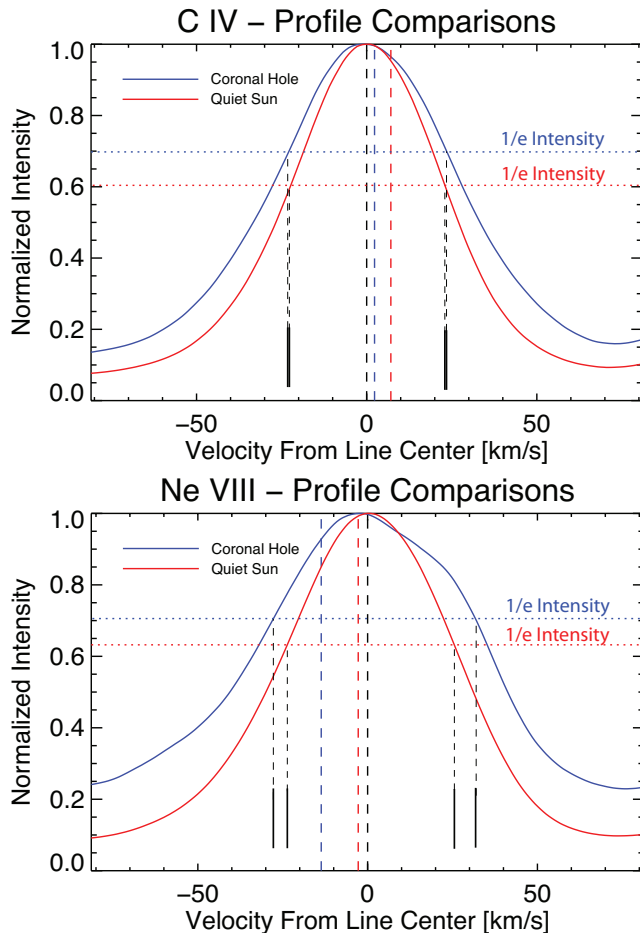 C IV – Profile Comparisons
1.0
0.8
0.6
0.4
0.2
0.0
Normalized Intensity
Coronal Hole
Quiet Sun
1/e Intensity
1/e Intensity
−50 0 50
Velocity From Line Center [km/s]
Ne VIII – Profile Comparisons
1.0
0.8
0.6
0.4
0.2
0.0
Normalized Intensity
Coronal Hole
Quiet Sun
1/e Intensity
1/e Intensity
−50 0 50
Velocity From Line Center [km/s]